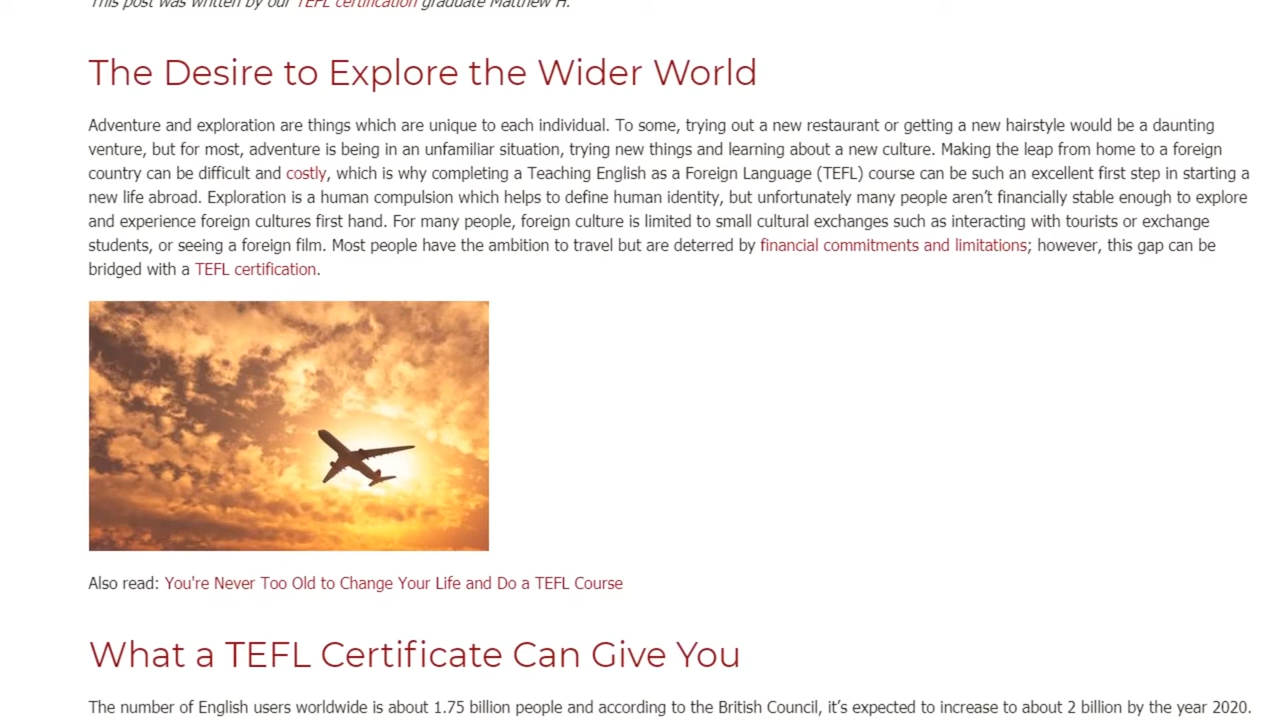 This post was written by our TEFL certification graduate Matthew H.
The Desire to Explore the Wider World
Adventure and exploration are things which are unique to each individual. To some, trying out a new restaurant or getting a new hairstyle would be a daunting
venture, but for most, adventure is being in an unfamiliar situation, trying new things and learning about a new culture. Making the leap from home to a foreign
country can be difficult and costly, which is why completing a Teaching English as a Foreign Language (TEFL) course can be such an excellent first step in starting a
new life abroad. Exploration is a human compulsion which helps to define human identity, but unfortunately many people aren’t financially stable enough to explore
and experience foreign cultures first hand. For many people, foreign culture is limited to small cultural exchanges such as interacting with tourists or exchange
students, or seeing a foreign film. Most people have the ambition to travel but are deterred by financial commitments and limitations; however, this gap can be
bridged with a TEFL certification.
Also read: You're Never Too Old to Change Your Life and Do a TEFL Course
What a TEFL Certificate Can Give You
The number of English users worldwide is about 1.75 billion people and according to the British Council, it’s expected to increase to about 2 billion by the year 2020.